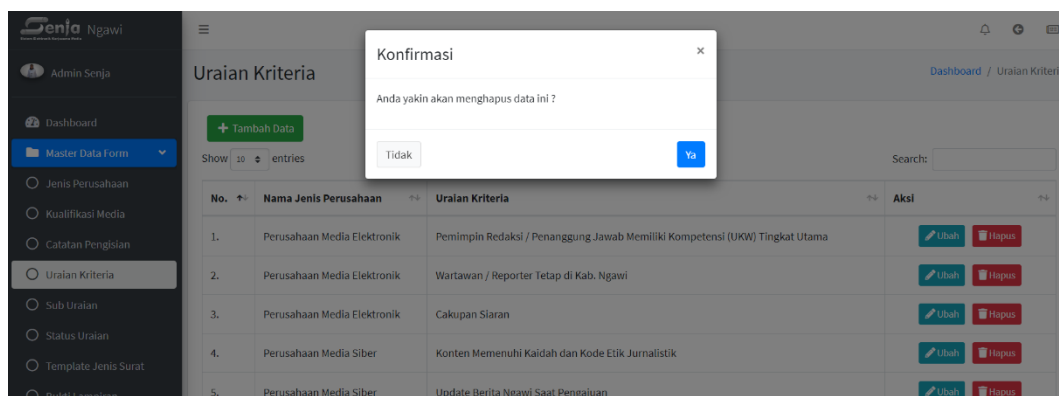 Senja Ngawi
Admin Senja
Dashboard
Master Data Form
Jenis Perusahaan
Kualifikasi Media
Catatan Pengisian
Uraian Kriteria
Sub Uraian
Status Uraian
Template Jenis Surat
Bukti Lampiran
Uraian Kriteria
Dashboard / Uraian Kriteri
Konfirmasi ×
Anda yakin akan menghapus data ini ?
Tidak Ya
+ Tambah Data
Show 10 entries
Search:
No. Nama Jenis Perusahaan Uraian Kriteria Aksi
1. Perusahaan Media Elektronik Pemimpin Redaksi / Penanggung Jawab Memiliki Kompetensi (UKW) Tingkat Utama Ubah Hapus
2. Perusahaan Media Elektronik Wartawan / Reporter Tetap di Kab. Ngawi Ubah Hapus
3. Perusahaan Media Elektronik Cakupan Siaran Ubah Hapus
4. Perusahaan Media Siber Konten Memenuhi Kaidah dan Kode Etik Jurnalistik Ubah Hapus
5. Perusahaan Media Siber Update Berita Ngawi Saat Pengajuan Ubah Hapus